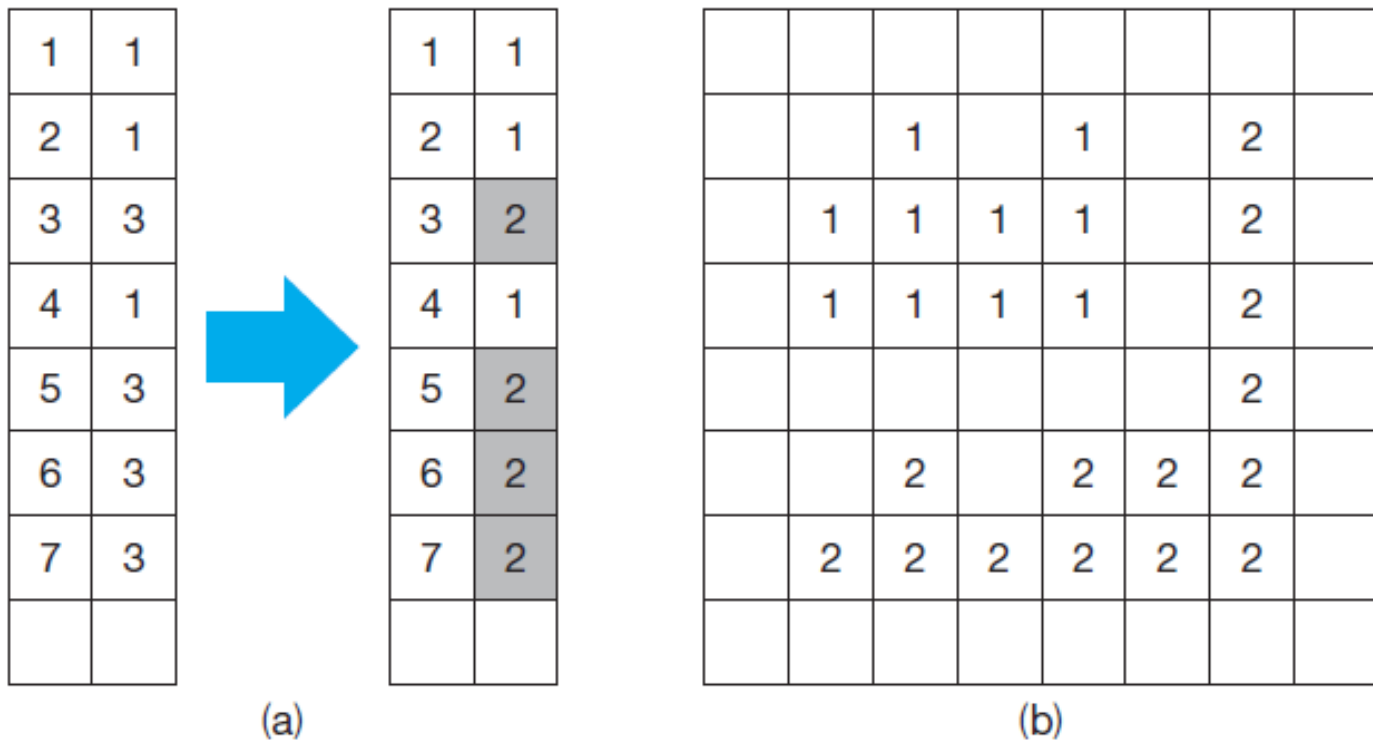 1 1 1 1
2 1 2 1 1 1 2
3 3 3 2 1 1 1 1 2
4 1 4 1 1 1 1 1 2
5 3 5 2 2
6 3 6 2 2 2 2 2
7 3 7 2 2 2 2 2 2 2
(a) (b)